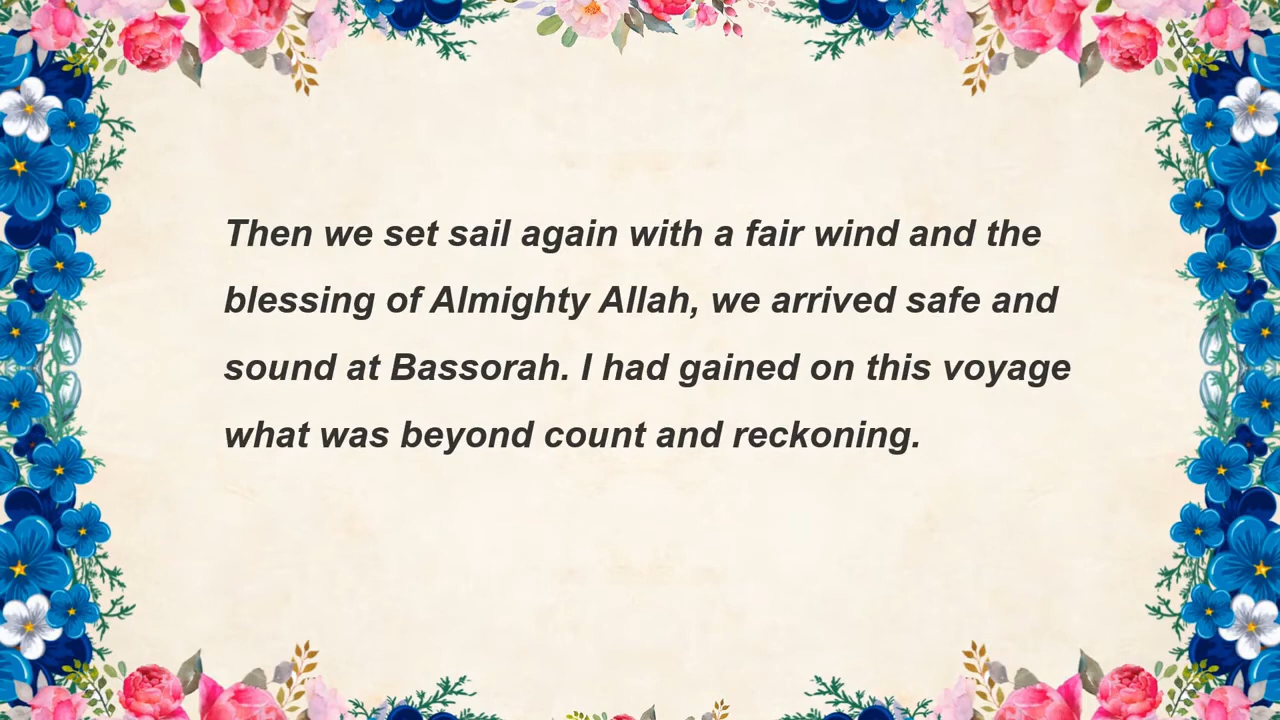 Then we set sail again with a fair wind and the
blessing of Almighty Allah, we arrived safe and
sound at Bassorah. I had gained on this voyage
what was beyond count and reckoning.